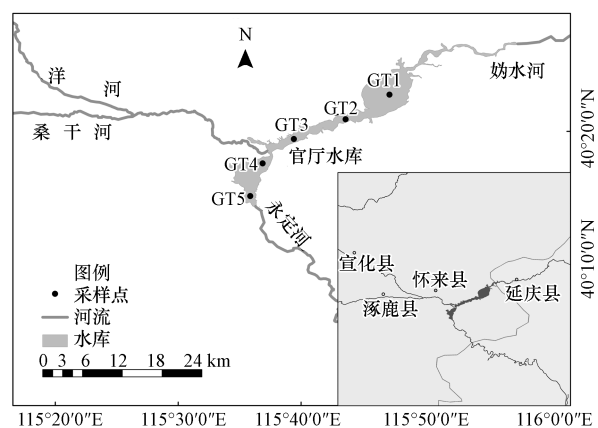 N
洋 河
桑 干 河
妫水河
GT1
GT2
GT3
官厅水库
GT4
GT5
永定河
图例
采样点
河流
水库
0 3 6 12 18 24 km
宣化县
怀来县
涿鹿县
延庆县
40°20′0″N
40°10′0″N
115°20′0″E 115°30′0″E 115°40′0″E 115°50′0″E 116°0′0″E